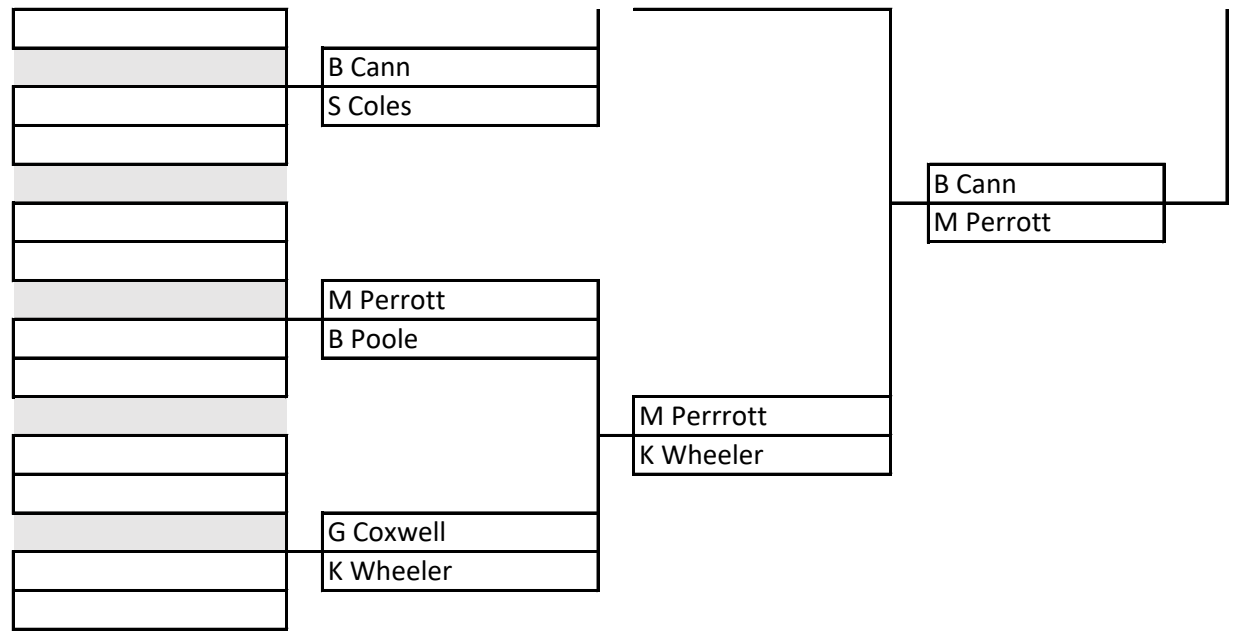 B Cann
S Coles
B Cann
M Perrott
M Perrott
B Poole
M Perrrott
K Wheeler
G Coxwell
K Wheeler